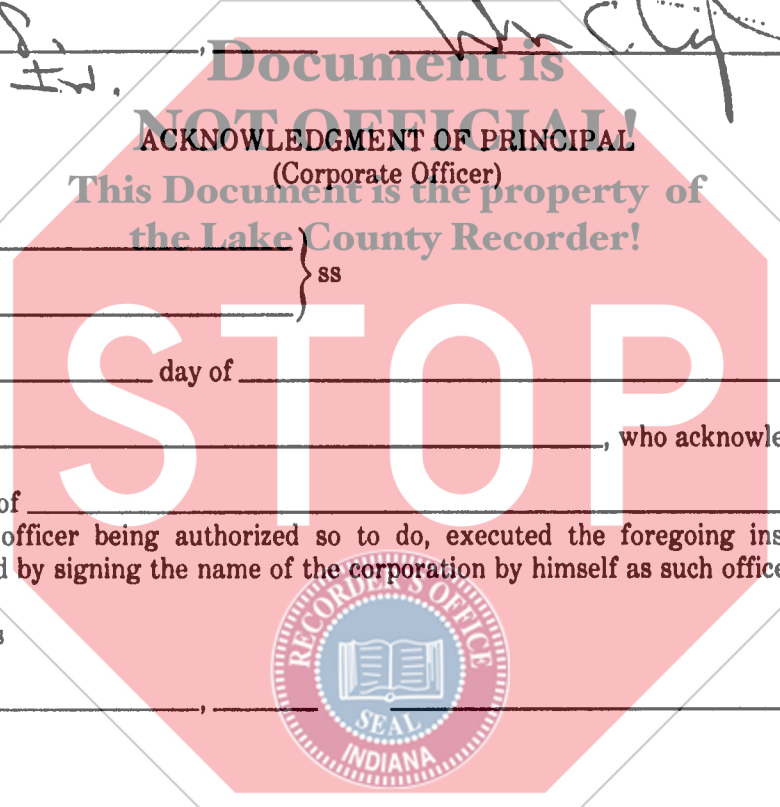 Document is
NOT OFFICIAL!
ACKNOWLEDGMENT OF PRINCIPAL
(Corporate Officer)
This Document is the property of
the Lake County Recorder!
ss
STOP
day of
, who acknowle
of
officer being authorized so to do, executed the foregoing ins
d by signing the name of the corporation by himself as such office
s
RECORDER'S OFFICE
SEAL
INDIANA